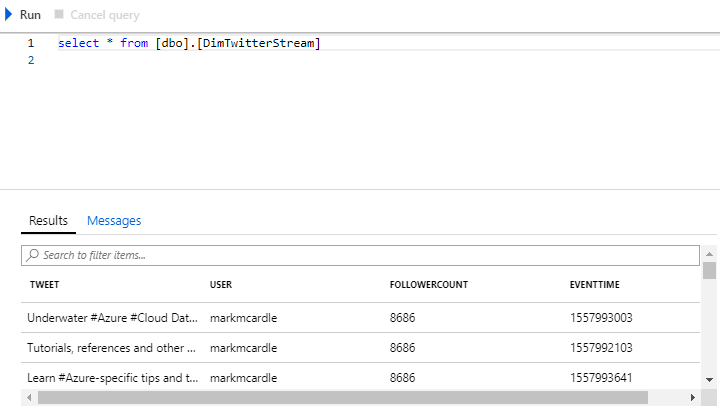 Run Cancel query
1 select * from [dbo].[DimTwitterStream]
2
Results Messages
Search to filter items...
TWEET USER FOLLOWERCOUNT EVENTTIME
Underwater #Azure #Cloud Dat... markmcardle 8686 1557993003
Tutorials, references and other ... markmcardle 8686 1557992103
Learn #Azure-specific tips and t... markmcardle 8686 1557993641